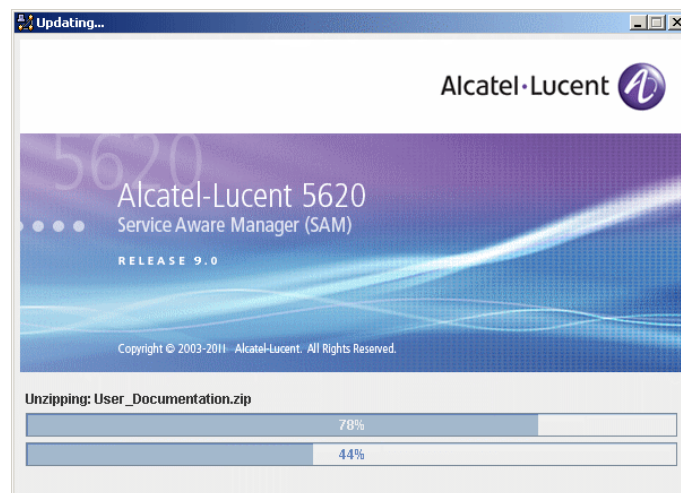 Updating...
Alcatel·Lucent
5620
Alcatel-Lucent 5620
Service Aware Manager (SAM)
RELEASE 9.0
Copyright © 2003-2011 Alcatel-Lucent. All Rights Reserved.
Unzipping: User_Documentation.zip
78%
44%